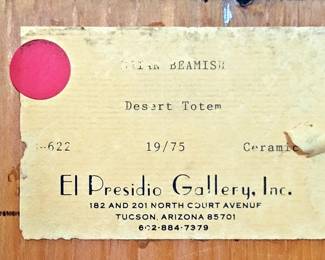 BEAMISH
Desert Totem
-622 19/75 Ceramic
El Presidio Gallery, Inc.
182 AND 201 NORTH COURT AVENUE
TUCSON, ARIZONA 85701
602-884-7379